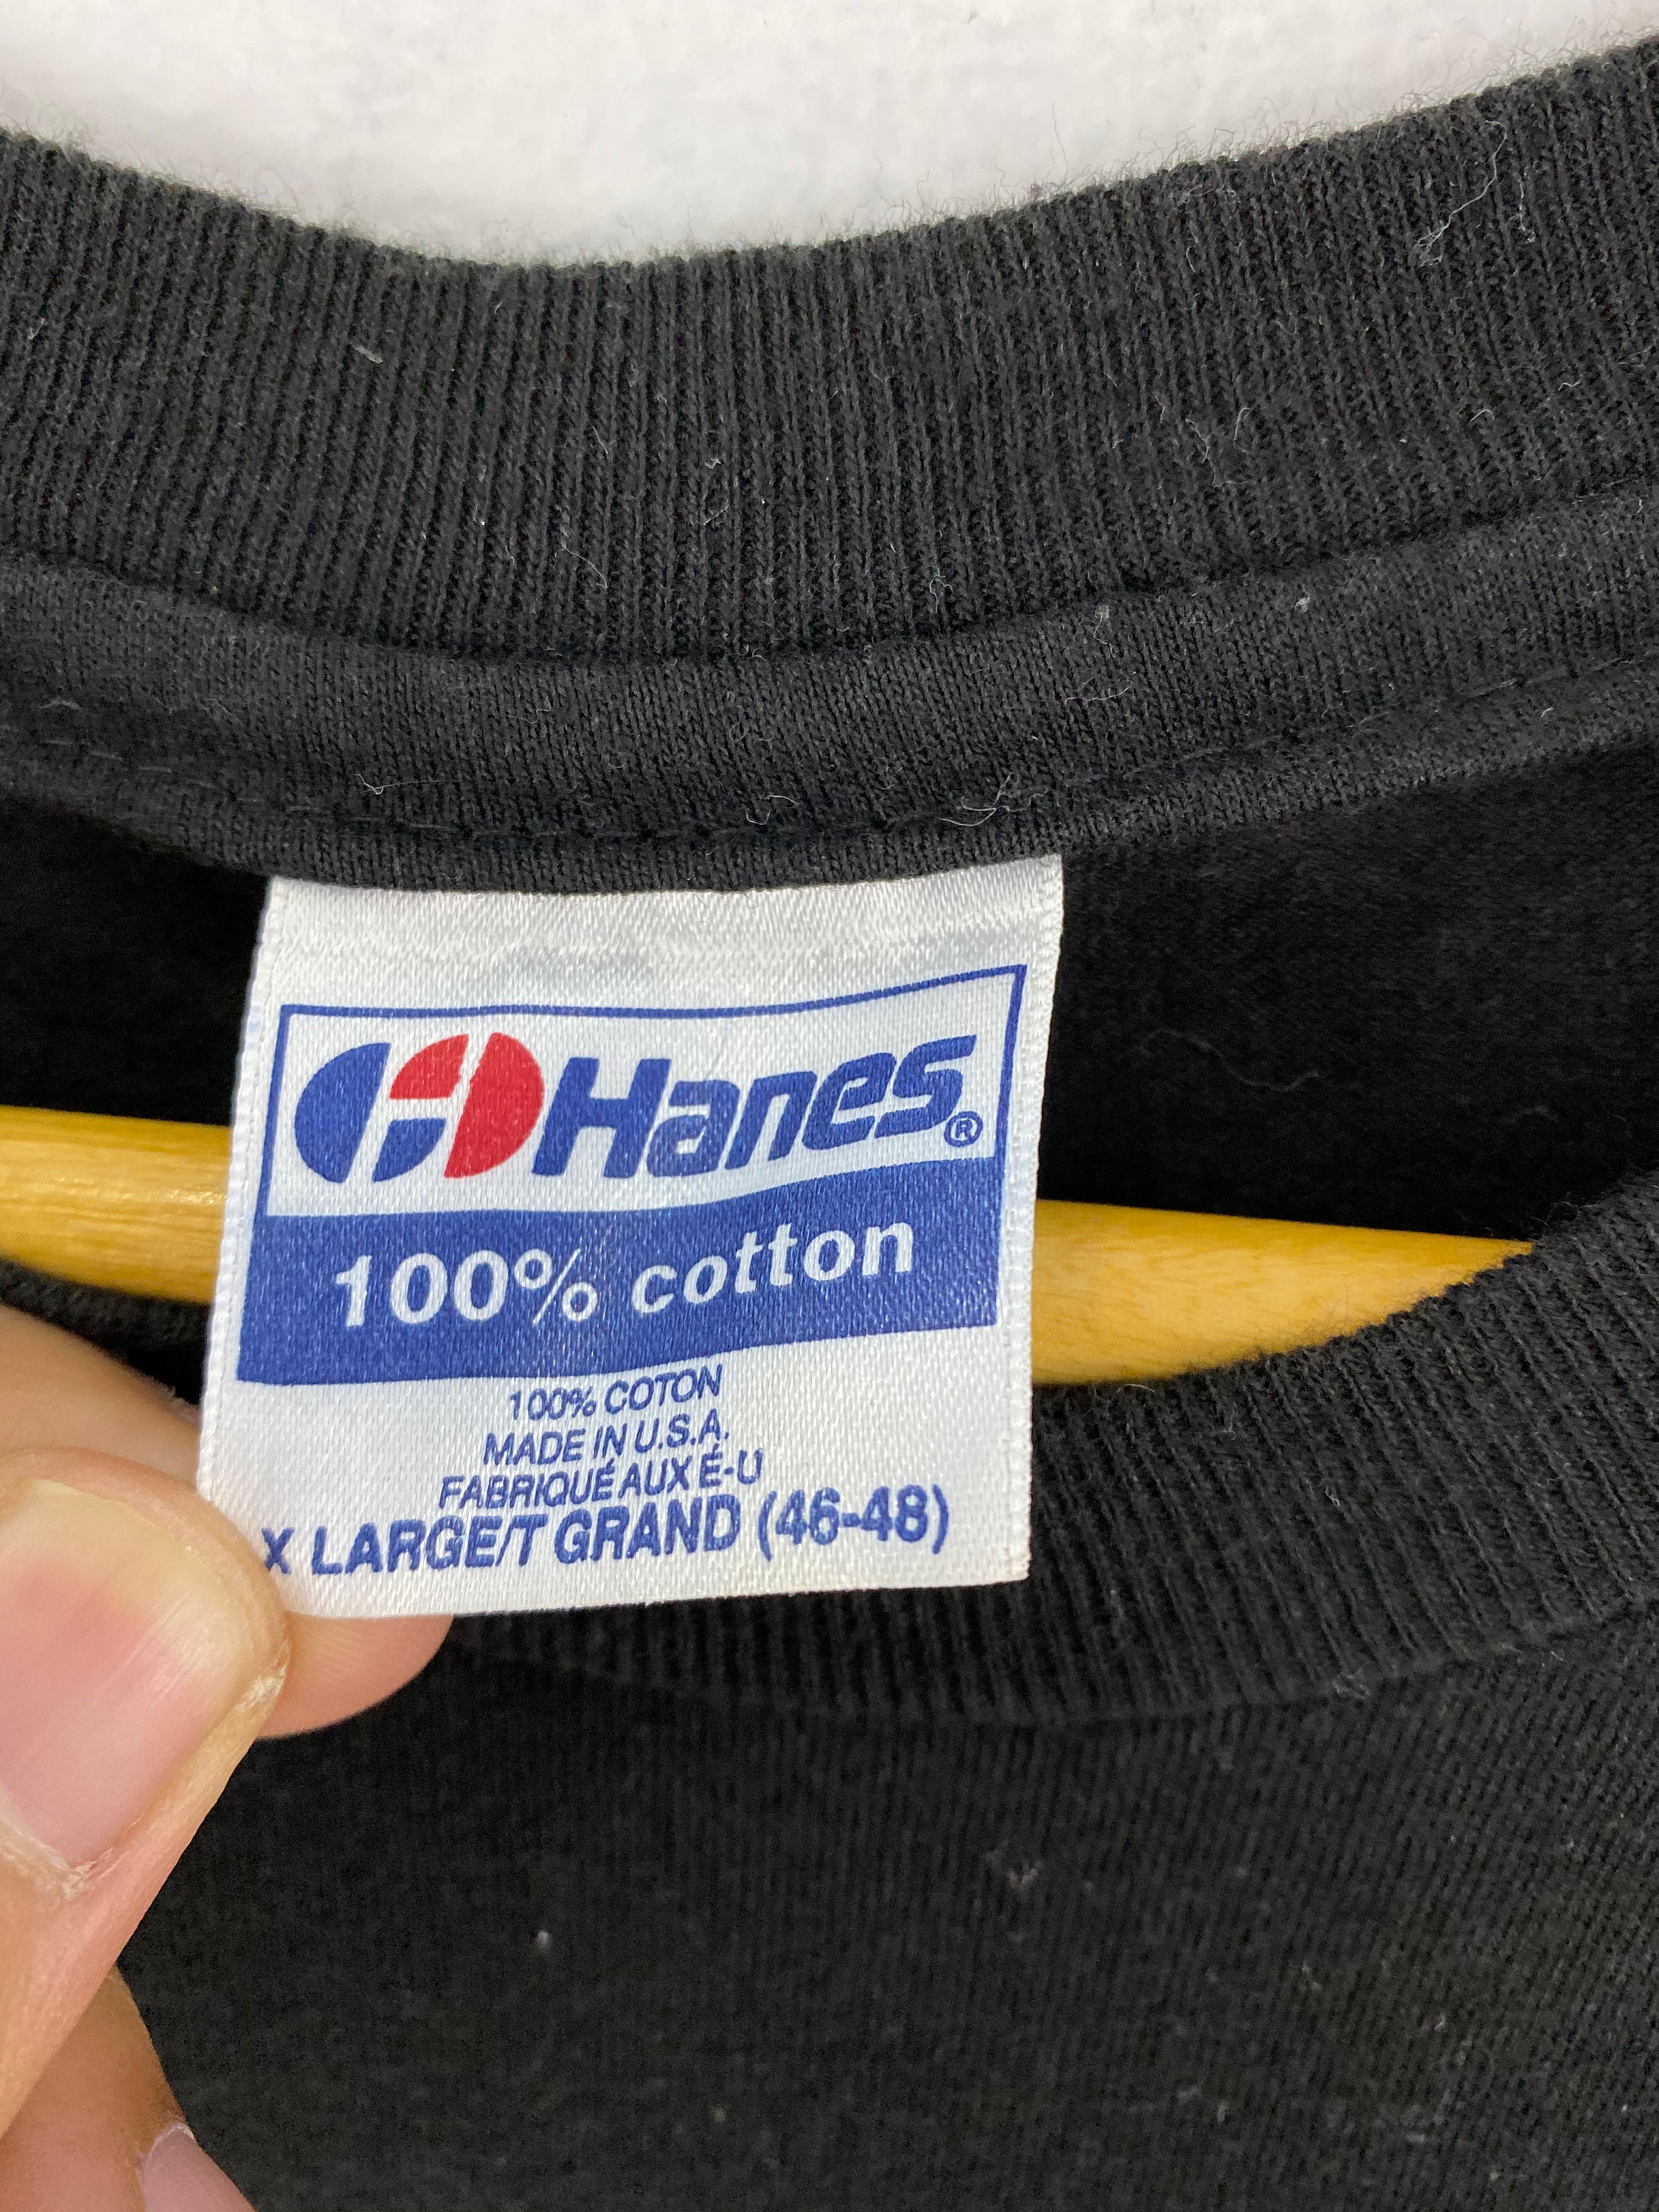 Hanes®
100% cotton
100% COTON
MADE IN U.S.A.
FABRIQUÉ AUX É-U
X LARGE/T GRAND (46-48)